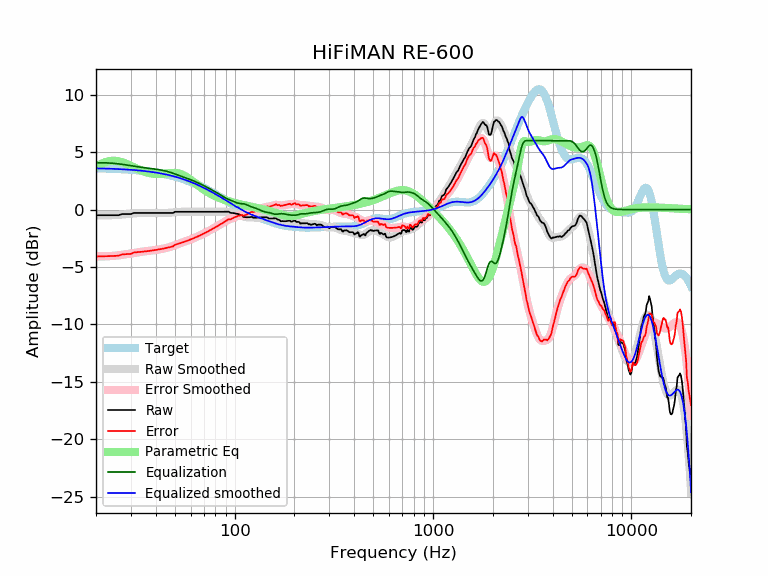 HiFiMAN RE-600
Amplitude (dBr)
10
5
0
−5
−10
−15
−20
−25
Target
Raw Smoothed
Error Smoothed
Raw
Error
Parametric Eq
Equalization
Equalized smoothed
100
1000
10000
Frequency (Hz)